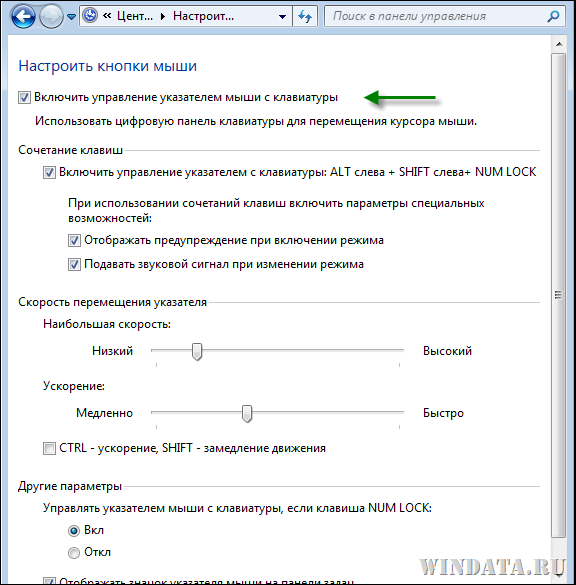 « Цент... ▸ Настроит...
Поиск в панели управления
Настроить кнопки мыши
Включить управление указателем мыши с клавиатуры
Использовать цифровую панель клавиатуры для перемещения курсора мыши.
Сочетание клавиш
Включить управление указателем с клавиатуры: ALT слева + SHIFT слева+ NUM LOCK
При использовании сочетаний клавиш включить параметры специальных
возможностей:
Отображать предупреждение при включении режима
Подавать звуковой сигнал при изменении режима
Скорость перемещения указателя
Наибольшая скорость:
Низкий Высокий
Ускорение:
Медленно Быстро
CTRL - ускорение, SHIFT - замедление движения
Другие параметры
Управлять указателем мыши с клавиатуры, если клавиша NUM LOCK:
Вкл
Откл
Отображать значок указателя мыши на панели задач
WINDATA.RU